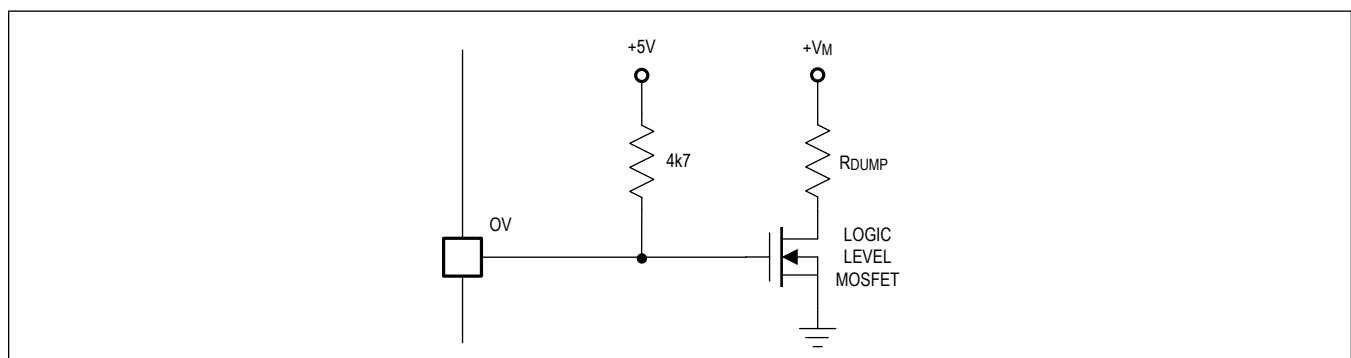 +5V
+VM
4k7
RDUMP
OV
LOGIC
LEVEL
MOSFET